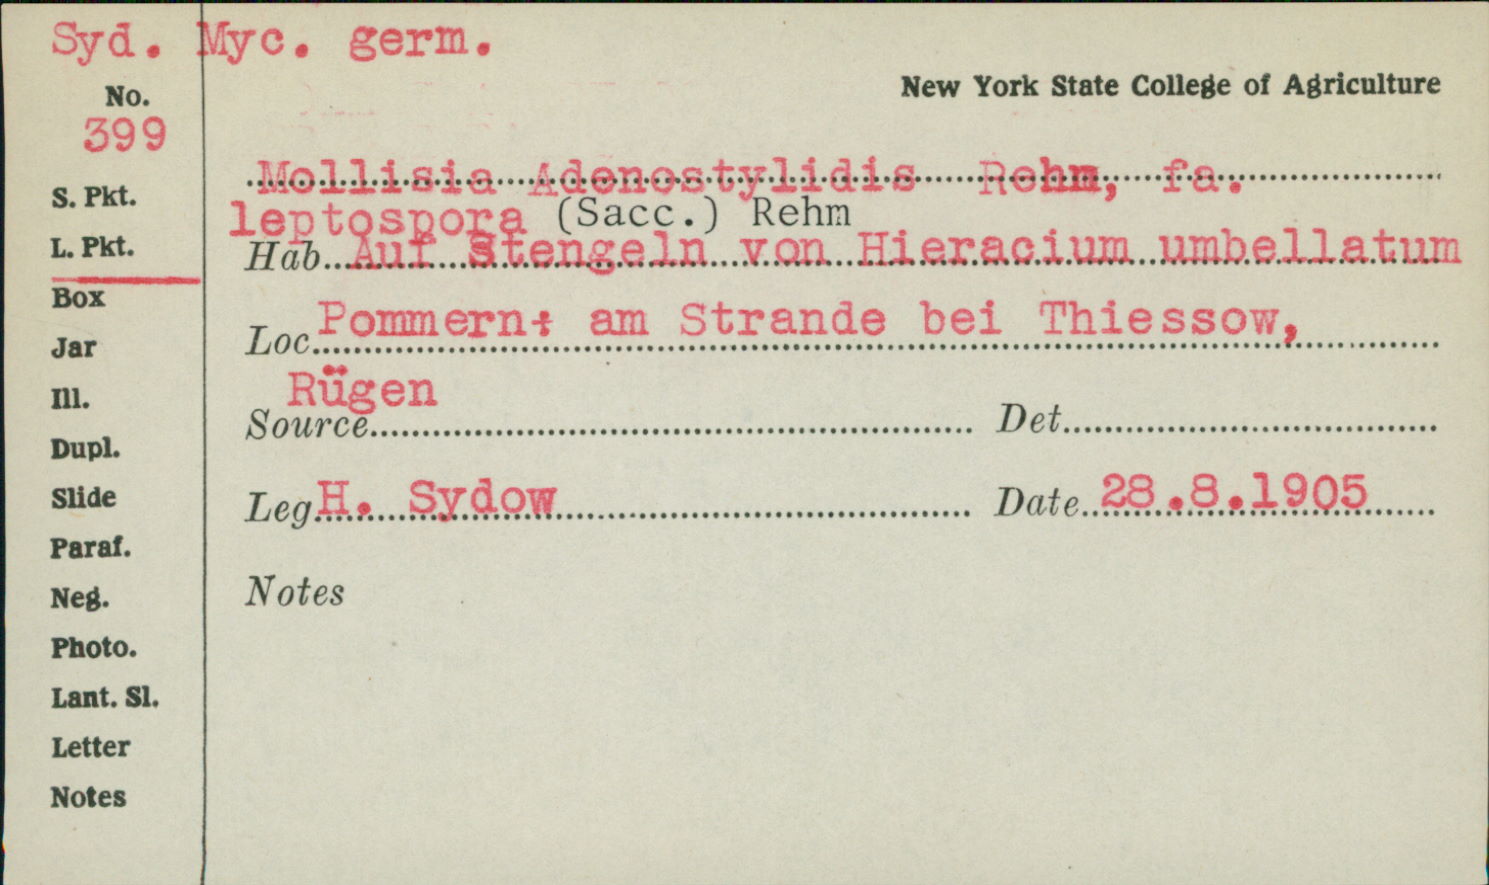 Syd. Myc. germ.
New York State College of Agriculture
No.
399
Mollisia Adenostylidis Rehm, fa.
leptospora (Sacc.) Rehm
S. Pkt.
L. Pkt.
Hab. Auf Stengeln von Hieracium umbellatum
Box
Loc. Pommern: am Strande bei Thiessow,
Jar
Rügen
Ill.
Source Det.
Dupl.
Slide
Leg. H. Sydow Date 28.8.1905
Paraf.
Neg.
Notes
Photo.
Lant. Sl.
Letter
Notes